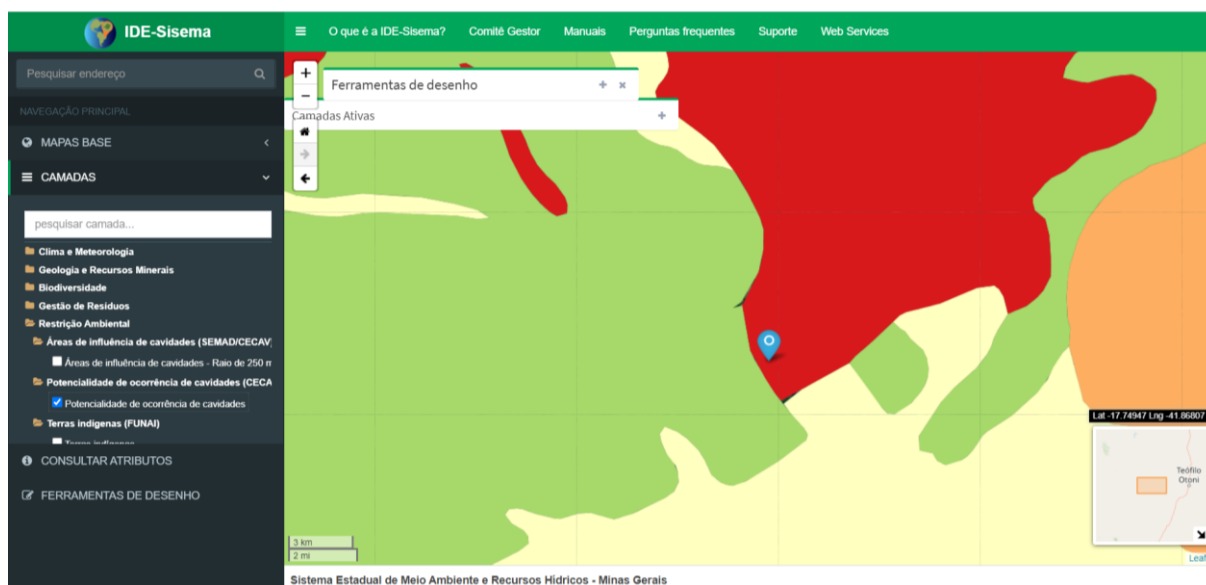 IDE-Sisema
O que é a IDE-Sisema? Comitê Gestor Manuais Perguntas frequentes Suporte Web Services
Pesquisar endereço
NAVEGAÇÃO PRINCIPAL
MAPAS BASE
CAMADAS
pesquisar camada...
Clima e Meteorologia
Geologia e Recursos Minerais
Biodiversidade
Gestão de Resíduos
Restrição Ambiental
Áreas de influência de cavidades (SEMAD/CECAV
Áreas de influência de cavidades - Raio de 250 m
Potencialidade de ocorrência de cavidades (CECA
Potencialidade de ocorrência de cavidades
Terras indígenas (FUNAI)
Terras indígenas
CONSULTAR ATRIBUTOS
FERRAMENTAS DE DESENHO
+
−
Ferramentas de desenho
Camadas Ativas
Lat -17.74947 Lng -41.86807
Teófilo
Otoni
3 km
2 mi
Leaf
Sistema Estadual de Meio Ambiente e Recursos Hídricos - Minas Gerais